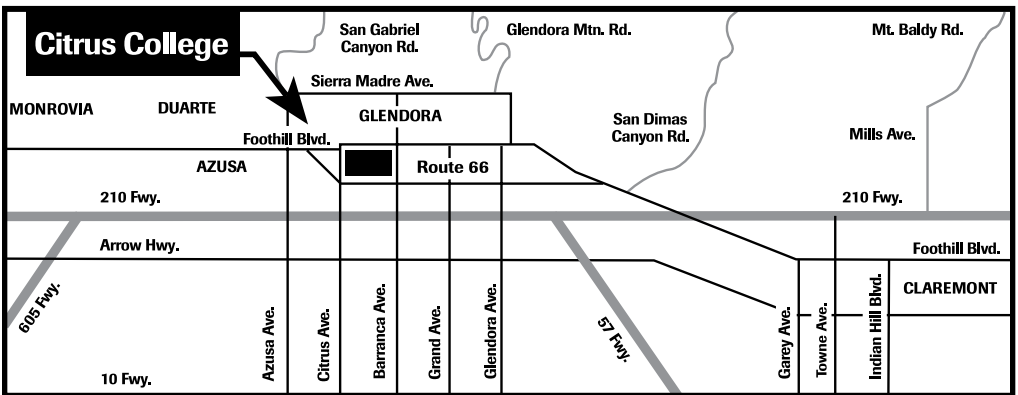 Citrus College
San Gabriel
Canyon Rd.
Glendora Mtn. Rd.
Mt. Baldy Rd.
Sierra Madre Ave.
MONROVIA
DUARTE
GLENDORA
San Dimas
Canyon Rd.
Mills Ave.
Foothill Blvd.
AZUSA
Route 66
210 Fwy.
210 Fwy.
Arrow Hwy.
Foothill Blvd.
605 Fwy.
Azusa Ave.
Citrus Ave.
Barranca Ave.
Grand Ave.
Glendora Ave.
57 Fwy.
Garey Ave.
Towne Ave.
Indian Hill Blvd.
CLAREMONT
10 Fwy.